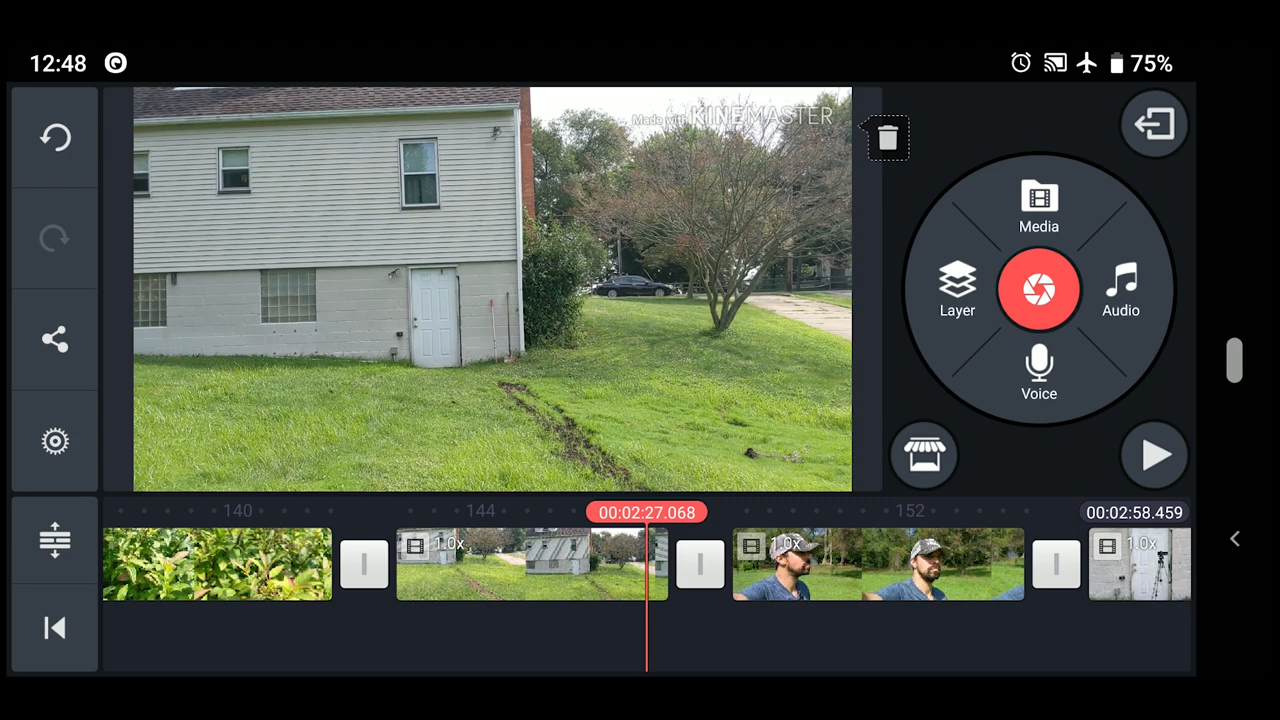 12:48
75%
Made with KINEMASTER
Media
Layer
Audio
Voice
140
144
00:02:27.068
152
00:02:58.459
1.0x
1.0x
1.0x